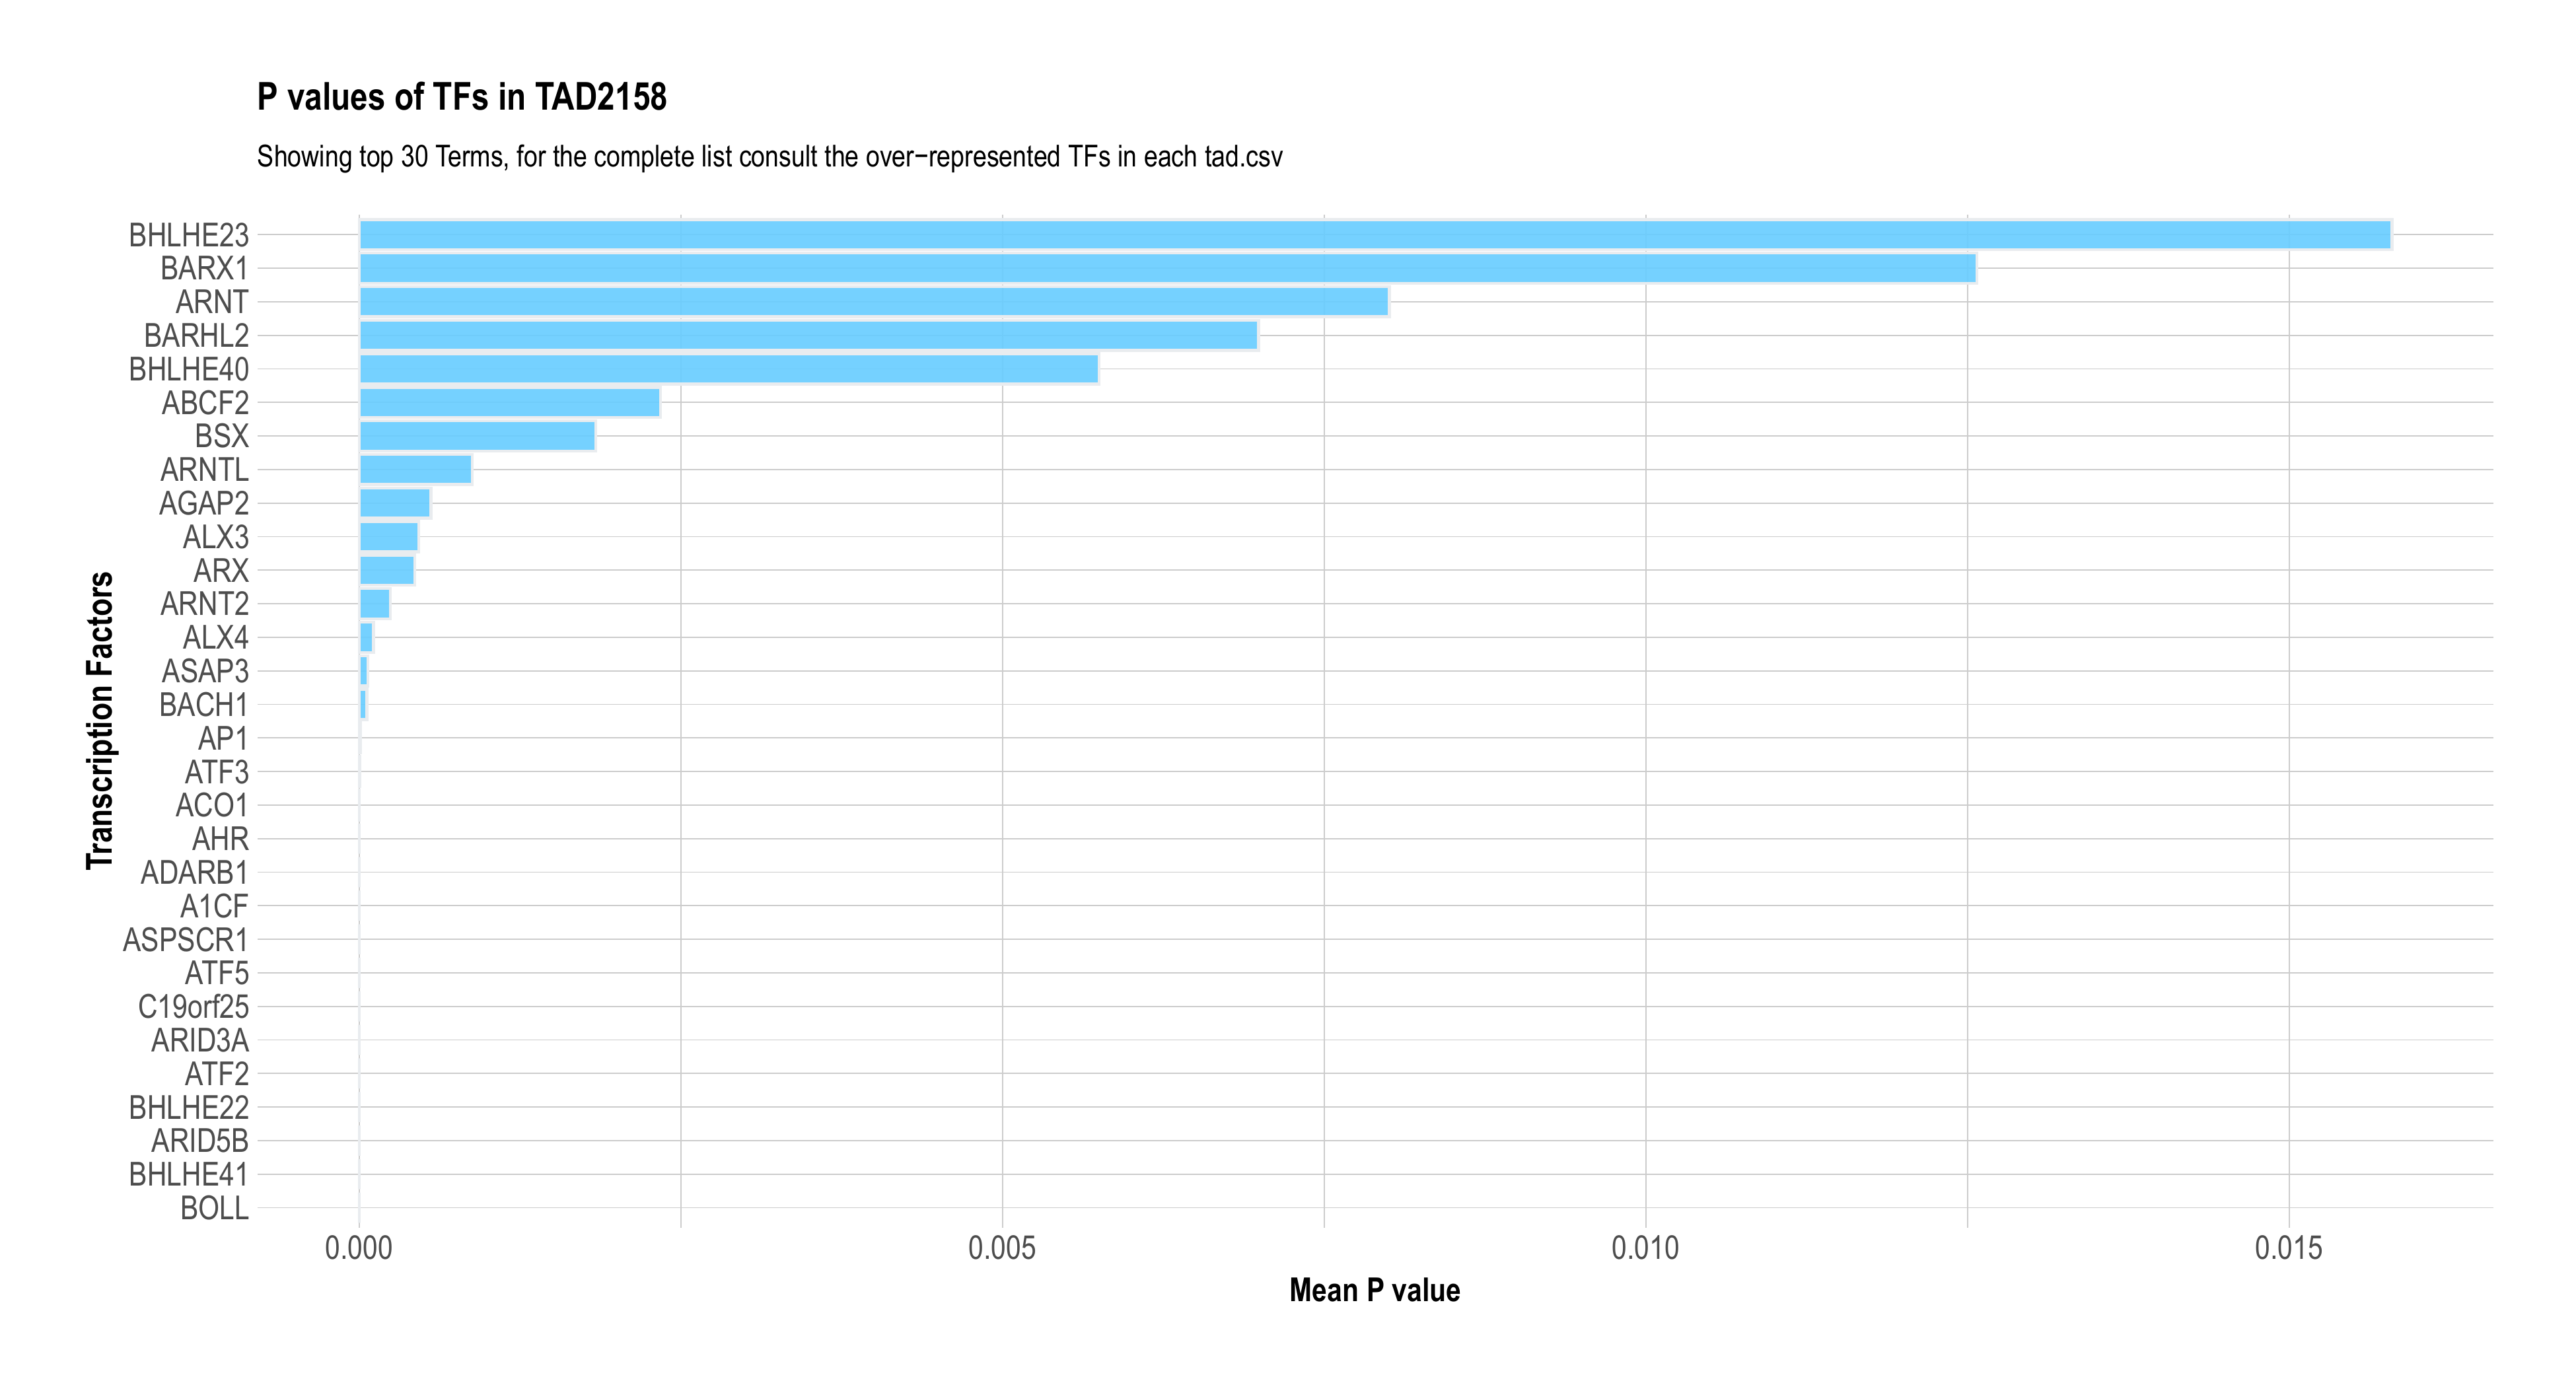 P values of TFs in TAD2158
Showing top 30 Terms, for the complete list consult the over−represented TFs in each tad.csv
Transcription Factors
BHLHE23
BARX1
ARNT
BARHL2
BHLHE40
ABCF2
BSX
ARNTL
AGAP2
ALX3
ARX
ARNT2
ALX4
ASAP3
BACH1
AP1
ATF3
ACO1
AHR
ADARB1
A1CF
ASPSCR1
ATF5
C19orf25
ARID3A
ATF2
BHLHE22
ARID5B
BHLHE41
BOLL
0.000 0.005 0.010 0.015
Mean P value